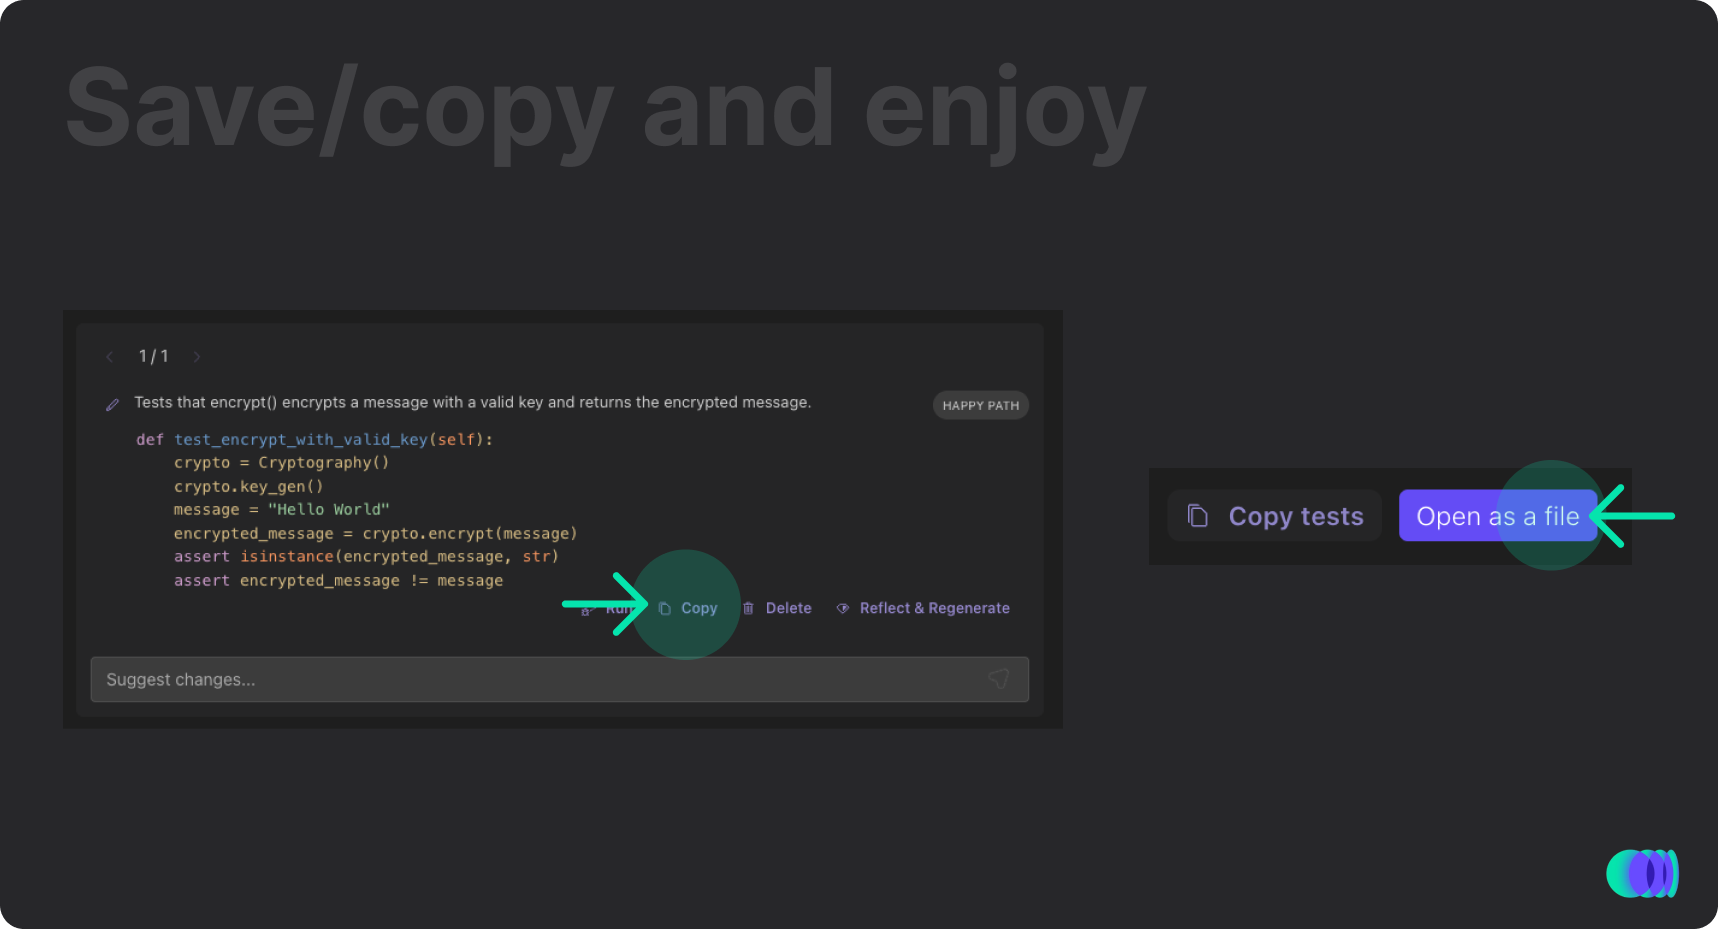 Save/copy and enjoy
1 / 1
Tests that encrypt() encrypts a message with a valid key and returns the encrypted message.
HAPPY PATH
def test_encrypt_with_valid_key(self):
    crypto = Cryptography()
    crypto.key_gen()
    message = "Hello World"
    encrypted_message = crypto.encrypt(message)
    assert isinstance(encrypted_message, str)
    assert encrypted_message != message
Run Copy Delete Reflect & Regenerate
Suggest changes...
Copy tests Open as a file